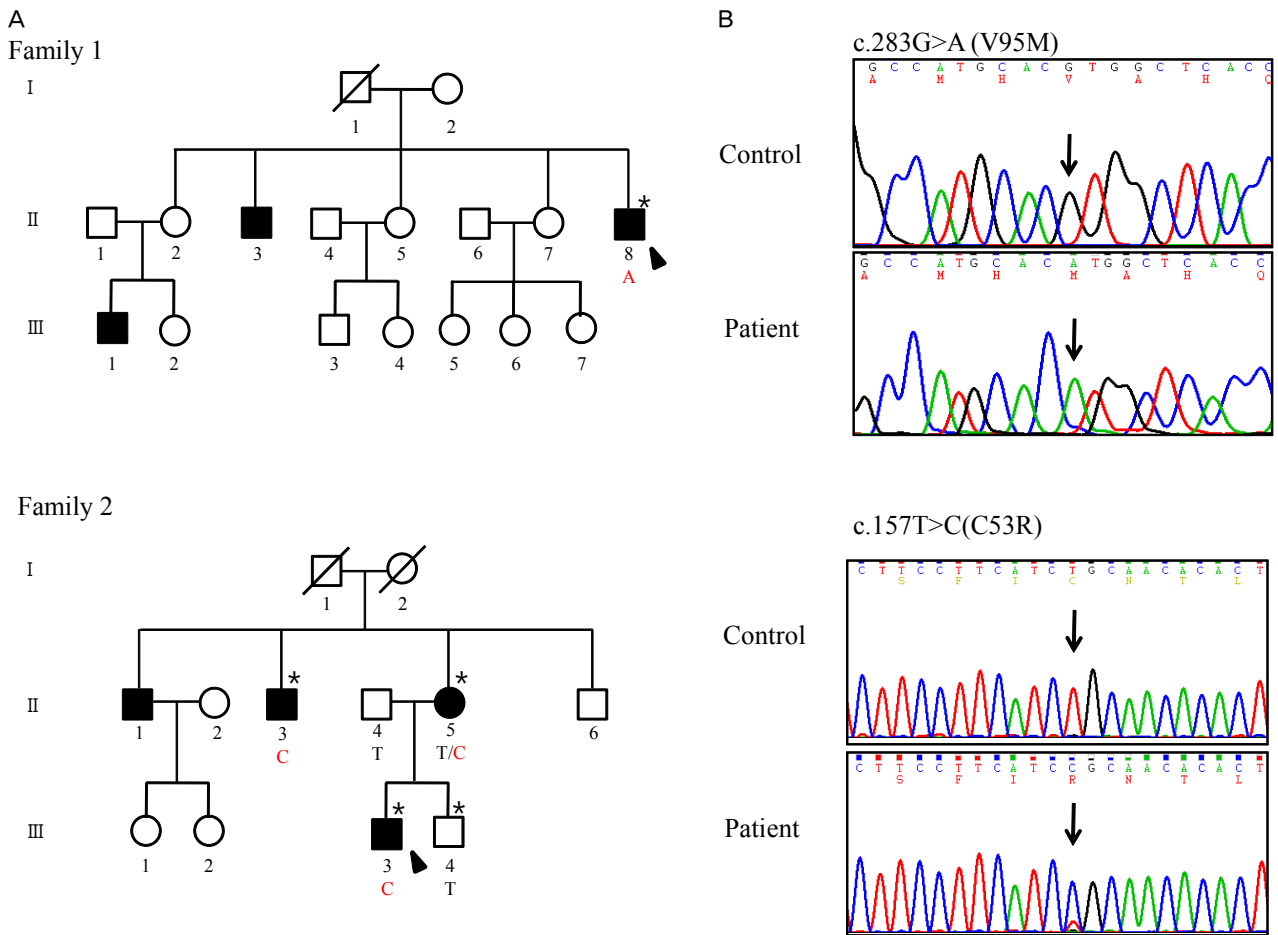 A
Family 1
I
1 2
II
1 2 3 4 5 6 7 8
*
A
III
1 2 3 4 5 6 7
Family 2
I
1 2
II
* *
1 2 3 4 5 6
C T T/C
III
* *
1 2 3 4
C T
B
c.283G>A (V95M)
G C C A T G C A C G T G G C T C A C C
A M H V A H Q
Control
G C C A T G C A C A T G G C T C A C C
A M H M A H Q
Patient
c.157T>C(C53R)
C T T C C T T C A T C T G C A A C A C A C T
S F I C N T L
Control
C T T C C T T C A T C C G C A A C A C A C T
S F I R N T L
Patient